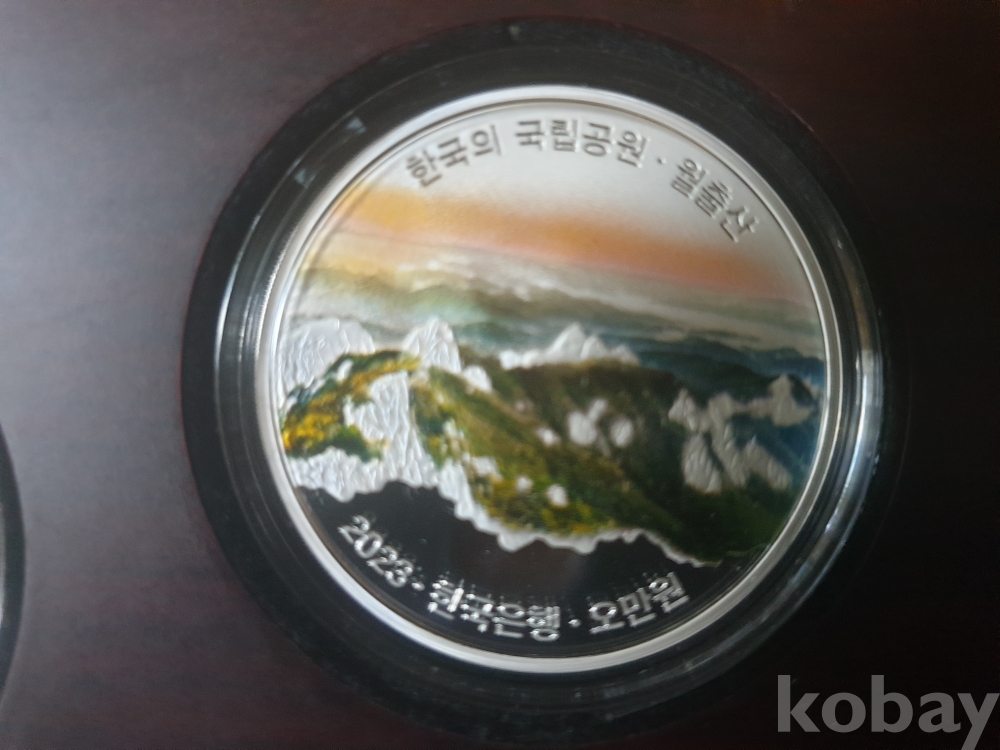 한국의 국립공원 · 월출산
2023 · 한국은행 · 오만원
kobay